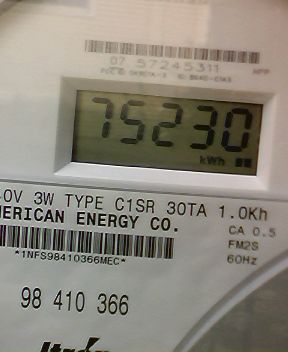 07 57245311
75230
kWh
0V 3W TYPE C1SR 30TA 1.0Kh
MERICAN ENERGY CO.
CA 0.5
FM2S
60Hz
*1NFS98410366MEC*
98 410 366
Itron